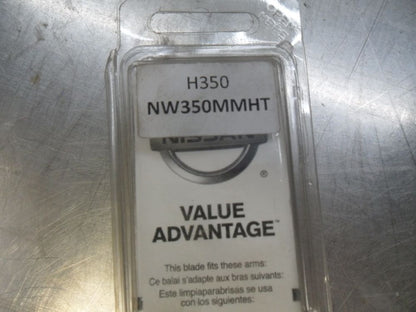 H350
NW350MMHT
NISSAN
®
VALUE
ADVANTAGE™
This blade fits these arms:
Ce balai s'adapte aux bras suivants:
Este limpiaparabrisas se usa
con los siguientes: